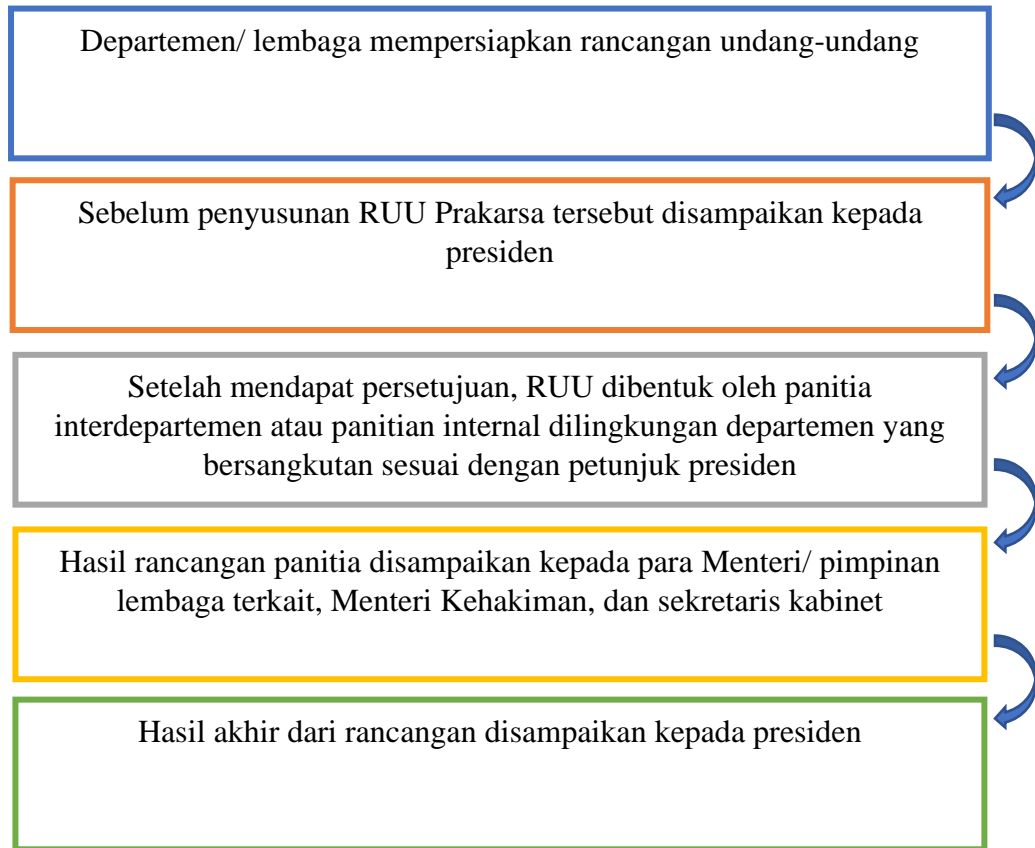 Departemen/ lembaga mempersiapkan rancangan undang-undang
Sebelum penyusunan RUU Prakarsa tersebut disampaikan kepada
presiden
Setelah mendapat persetujuan, RUU dibentuk oleh panitia
interdepartemen atau panitian internal dilingkungan departemen yang
bersangkutan sesuai dengan petunjuk presiden
Hasil rancangan panitia disampaikan kepada para Menteri/ pimpinan
lembaga terkait, Menteri Kehakiman, dan sekretaris kabinet
Hasil akhir dari rancangan disampaikan kepada presiden